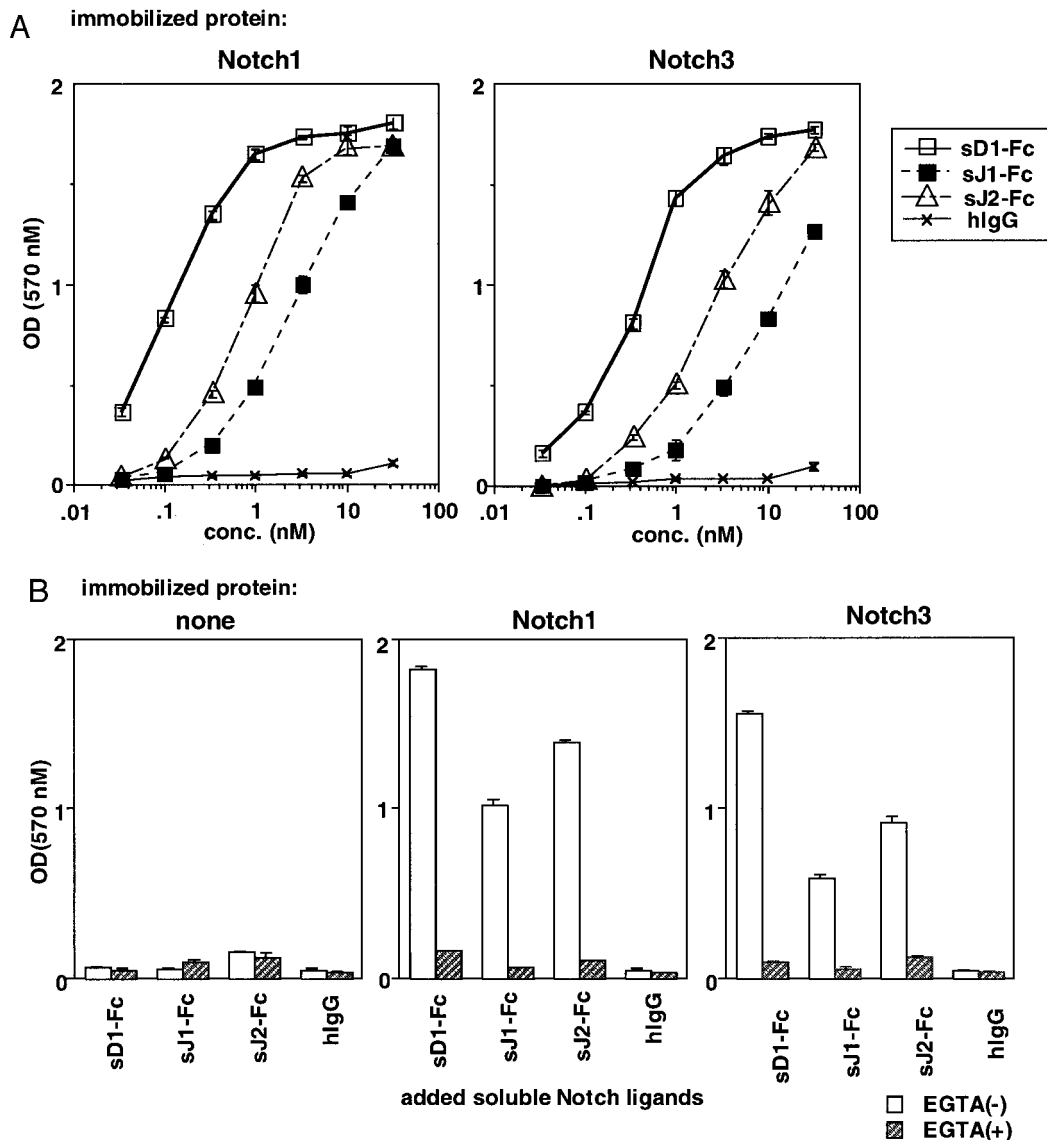 A
immobilized protein:
Notch1
Notch3
2
1
0
OD (570 nM)
.01 .1 1 10 100
conc. (nM)
2
1
0
.01 .1 1 10 100
conc. (nM)
sD1-Fc
sJ1-Fc
sJ2-Fc
hIgG
B
immobilized protein:
none
Notch1
Notch3
2
1
0
OD(570 nM)
sD1-Fc
sJ1-Fc
sJ2-Fc
hIgG
2
1
0
sD1-Fc
sJ1-Fc
sJ2-Fc
hIgG
2
1
0
sD1-Fc
sJ1-Fc
sJ2-Fc
hIgG
added soluble Notch ligands
EGTA(-)
EGTA(+)